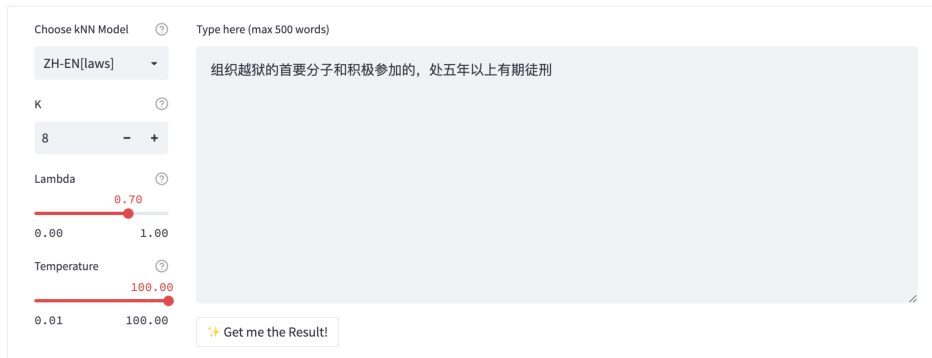 Choose kNN Model
ZH-EN[laws]
K
8
Lambda
0.70
0.00 1.00
Temperature
100.00
0.01 100.00
Type here (max 500 words)
组织越狱的首要分子和积极参加的，处五年以上有期徒刑
✨ Get me the Result!